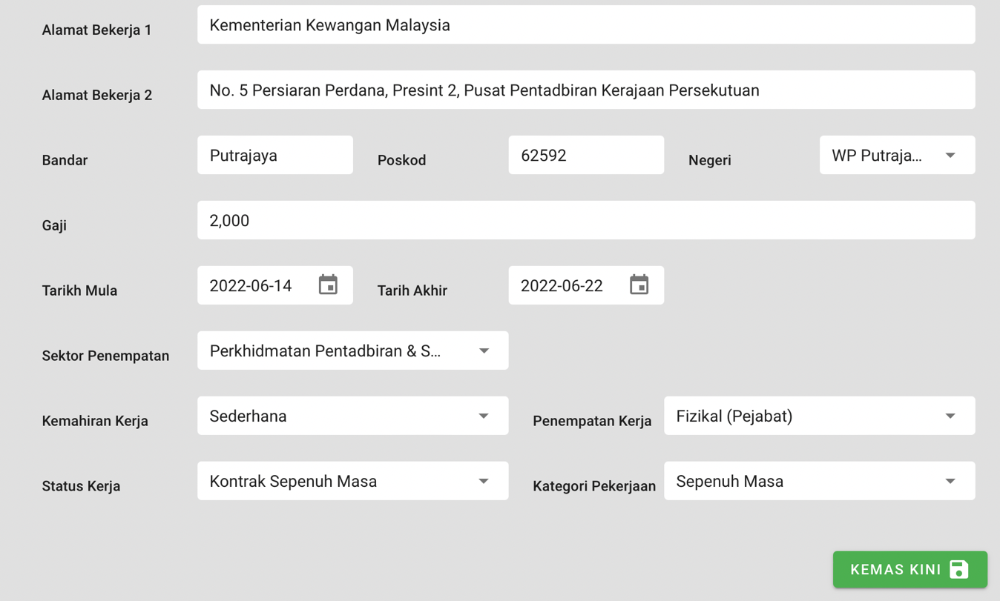 Alamat Bekerja 1
Kementerian Kewangan Malaysia
Alamat Bekerja 2
No. 5 Persiaran Perdana, Presint 2, Pusat Pentadbiran Kerajaan Persekutuan
Bandar
Putrajaya
Poskod
62592
Negeri
WP Putraja...
Gaji
2,000
Tarikh Mula
2022-06-14
Tarih Akhir
2022-06-22
Sektor Penempatan
Perkhidmatan Pentadbiran & S...
Kemahiran Kerja
Sederhana
Penempatan Kerja
Fizikal (Pejabat)
Status Kerja
Kontrak Sepenuh Masa
Kategori Pekerjaan
Sepenuh Masa
KEMAS KINI